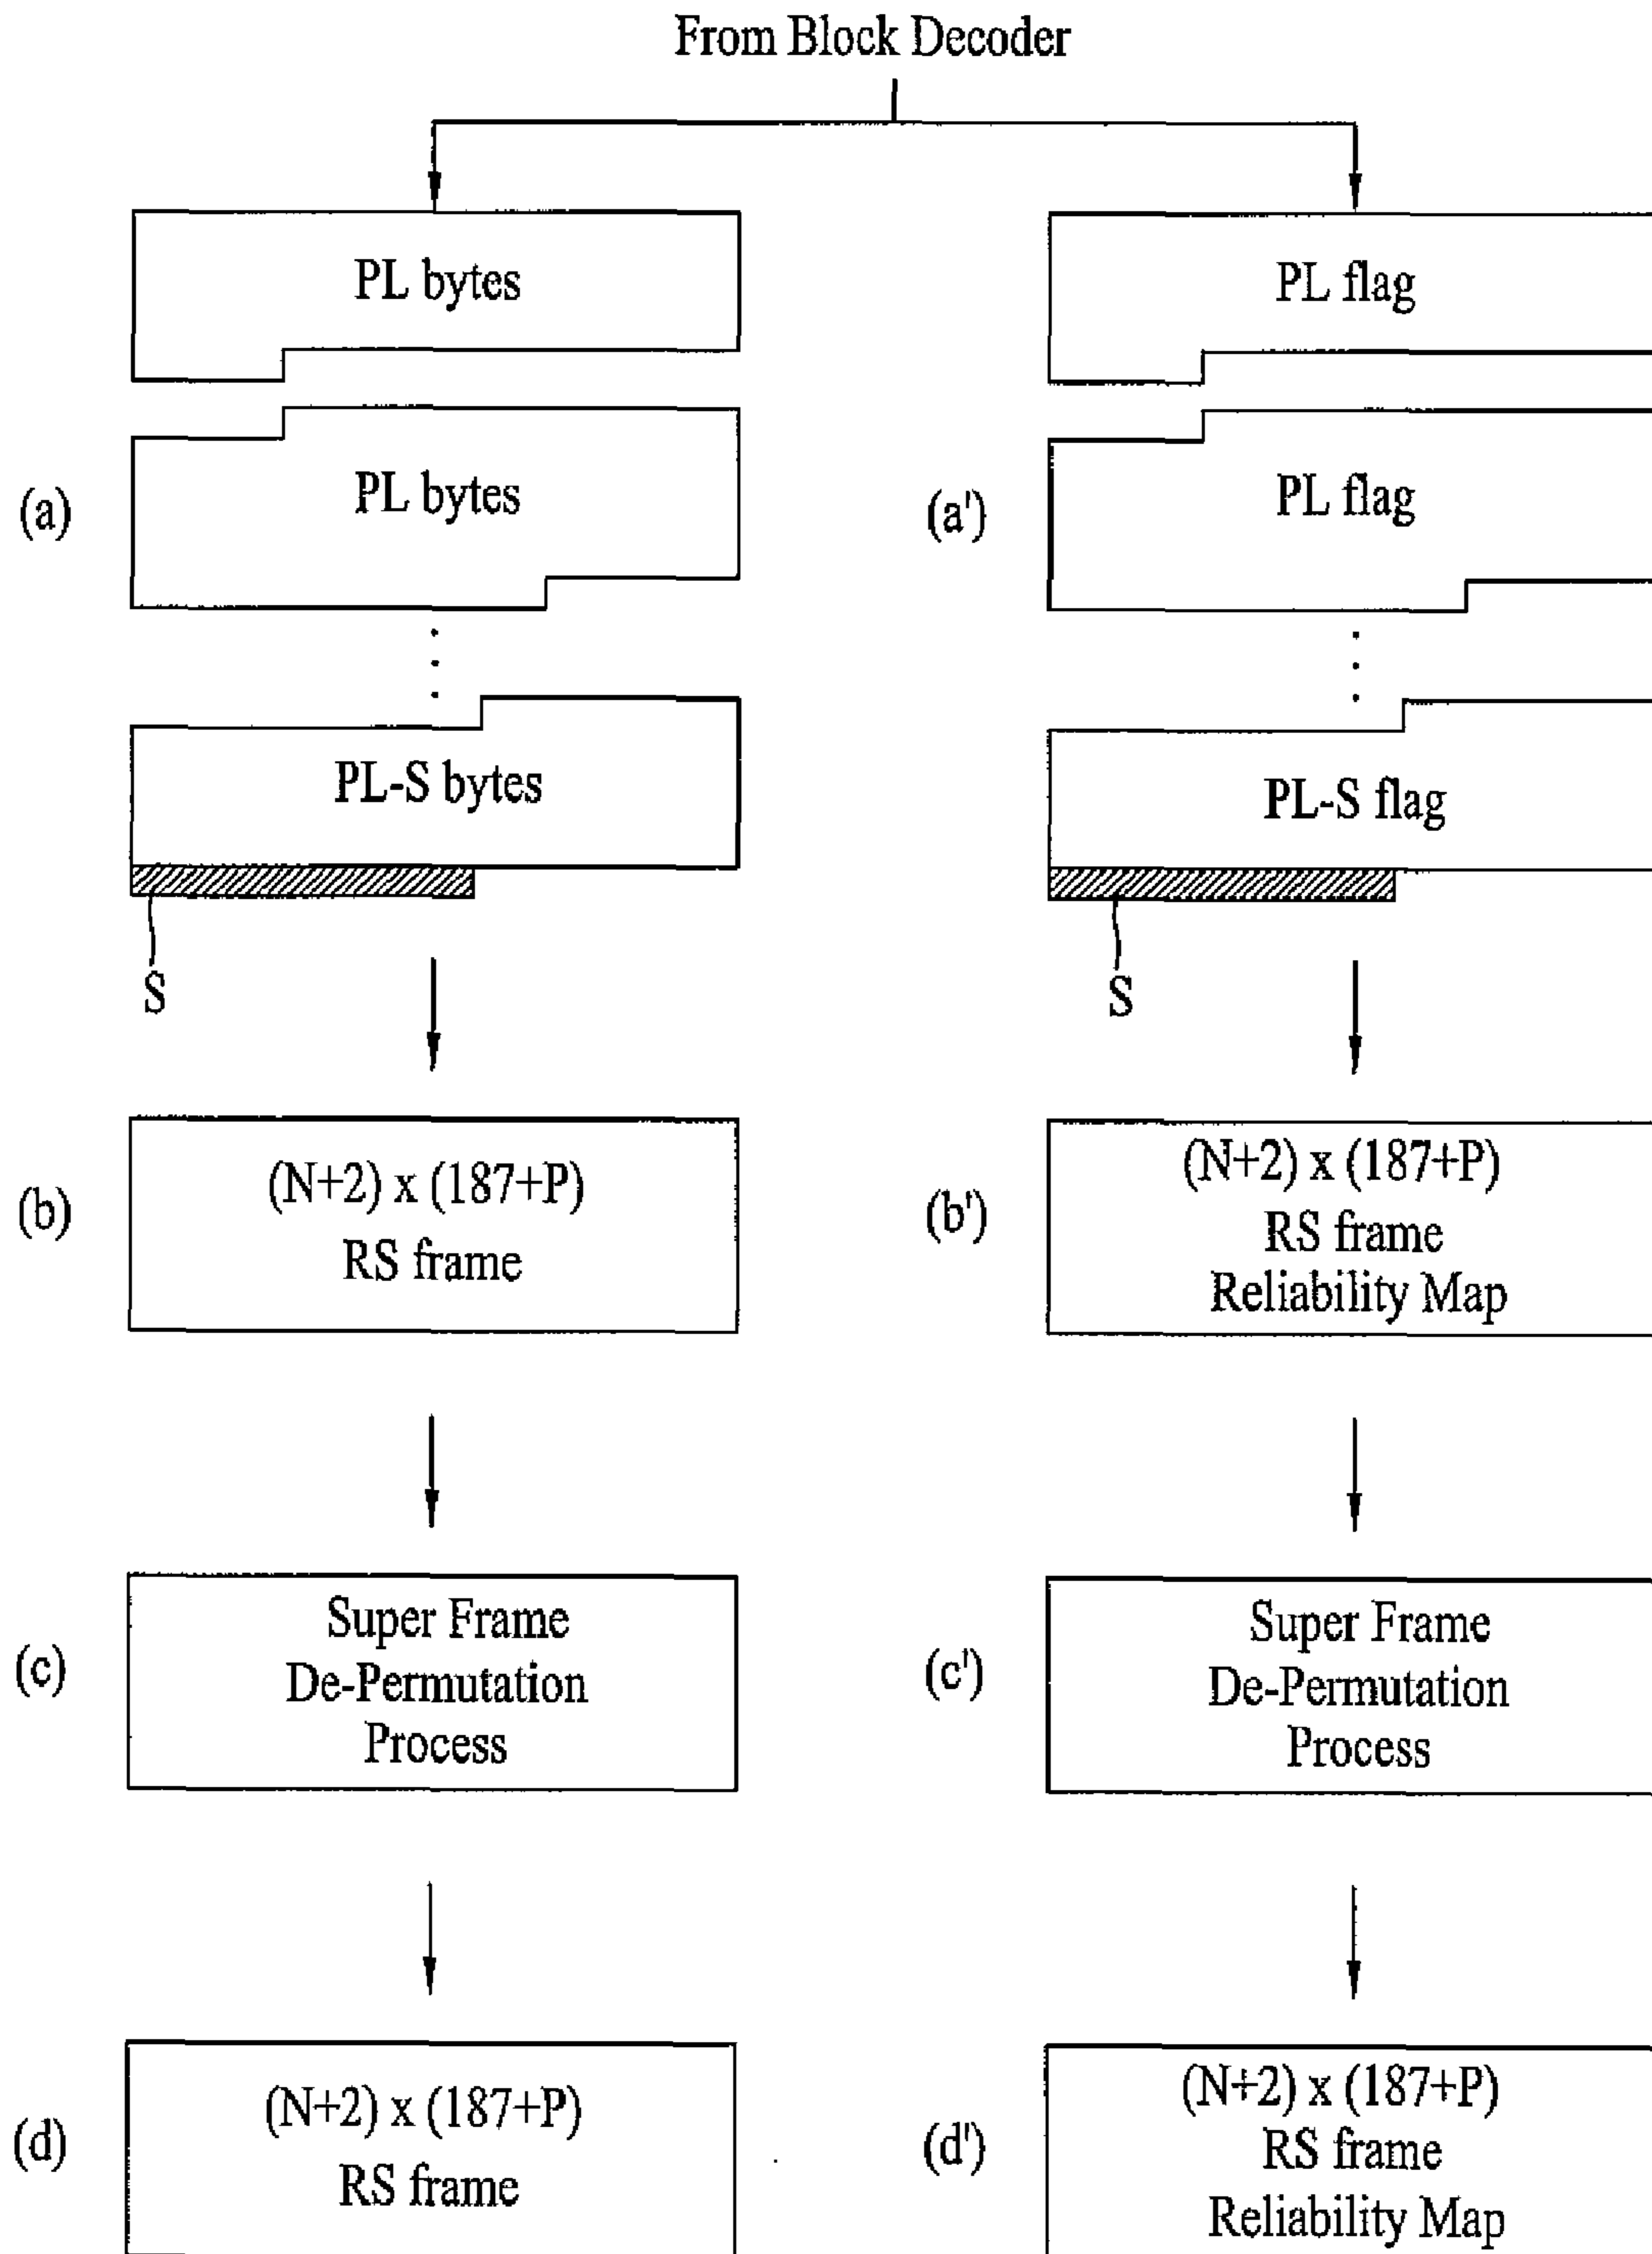 From Block Decoder
PL bytes
PL flag
(a)
PL bytes
(a')
PL flag
PL-S bytes
PL-S flag
S
S
(b)
(N+2) x (187+P)
RS frame
(b')
(N+2) x (187+P)
RS frame
Reliability Map
(c)
Super Frame
De-Permutation
Process
(c')
Super Frame
De-Permutation
Process
(d)
(N+2) x (187+P)
RS frame
(d')
(N+2) x (187+P)
RS frame
Reliability Map